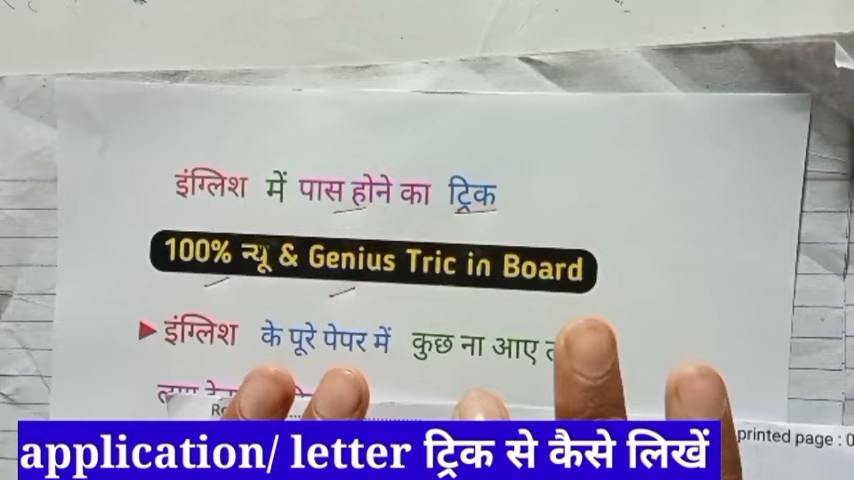 इंग्लिश में पास होने का ट्रिक
100% न्यू & Genius Tric in Board
इंग्लिश के पूरे पेपर में कुछ ना आए
printed page : 0
application/ letter ट्रिक से कैसे लिखें